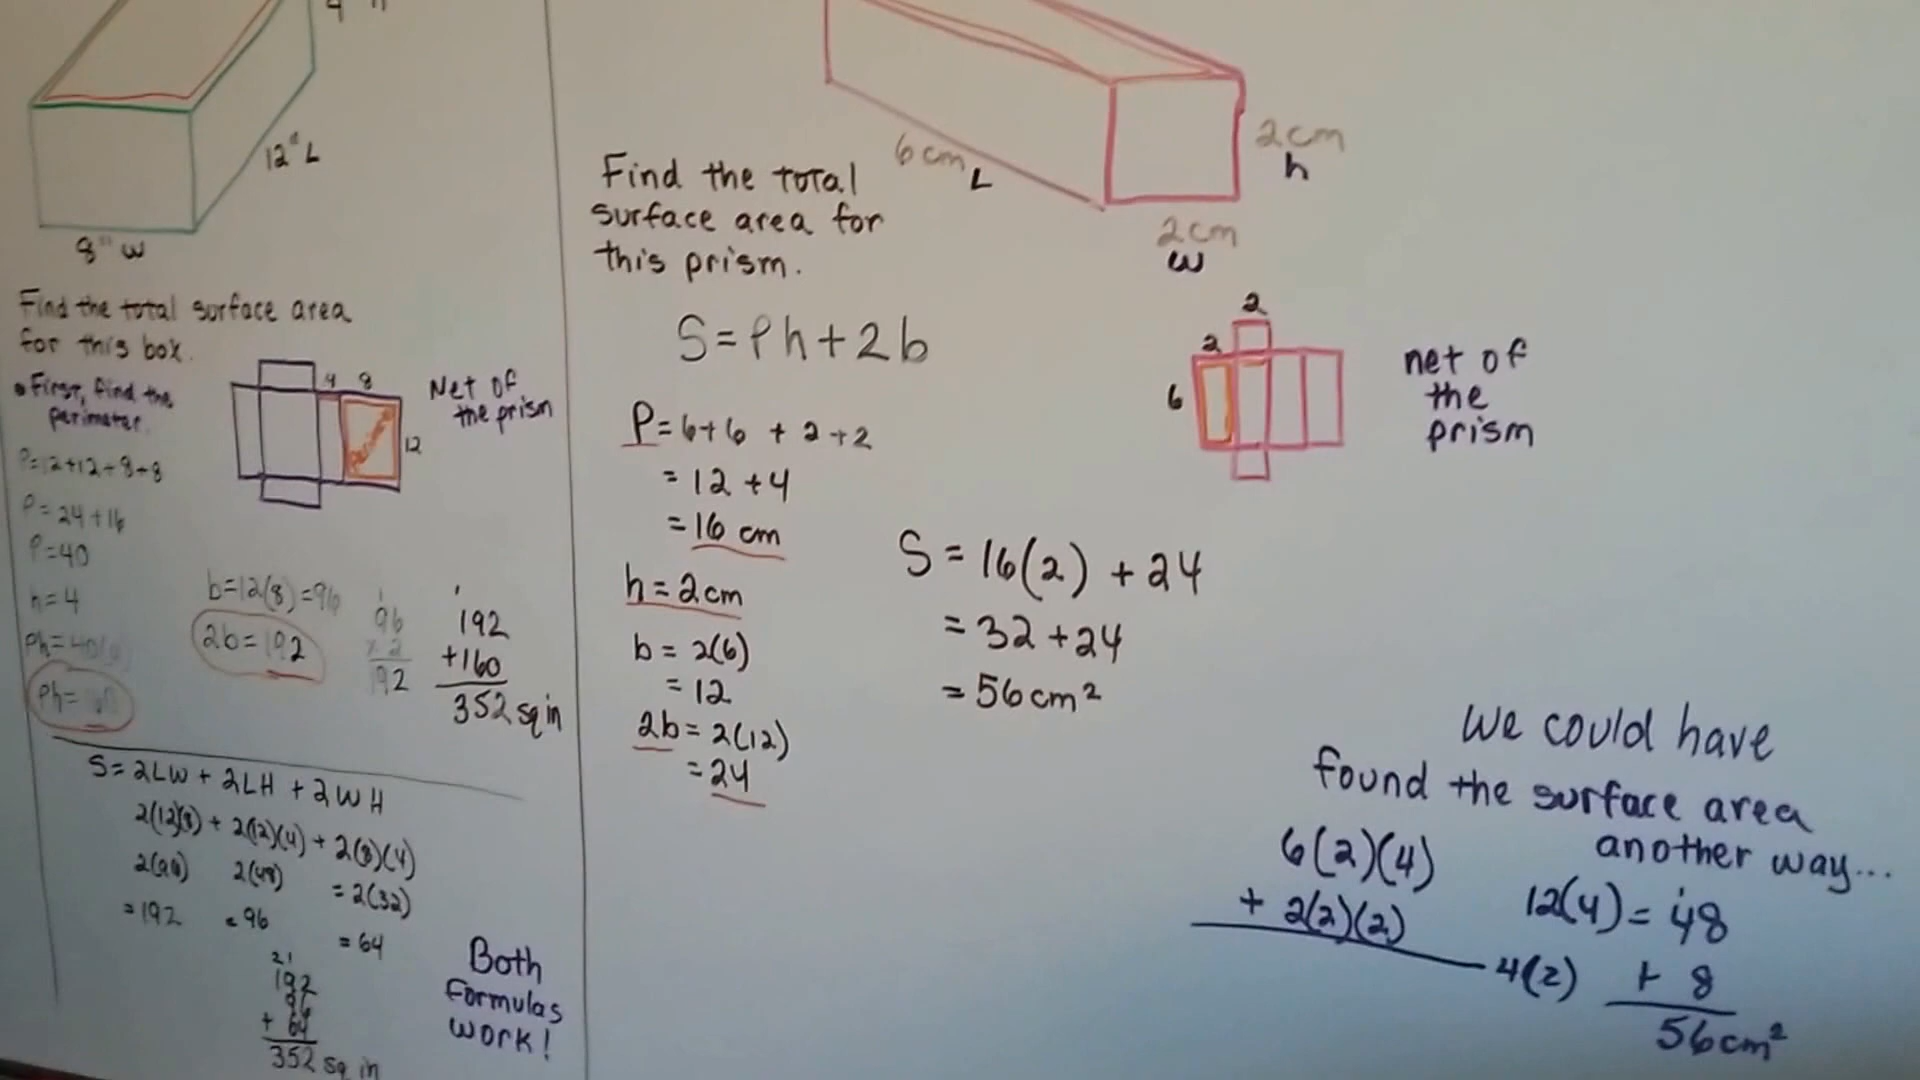 4" h
12" L
8" w
Find the total surface area
for this box.
• First, find the
perimeter.
P=12+12+8+8
P=24+16
P=40
h=4
Ph=40
Ph=
4 8
12
Net of
the prism
b=12(8)=96
2b=192
96
x 2
192
1
192
+160
352 sq in
S=2LW + 2LH + 2WH
2(12)(8) + 2(12)(4) + 2(8)(4)
2(96) 2(48) = 2(32)
=192 = 96 = 64
21
192
96
+ 64
352 sq in
Both
formulas
work!
6cm L
2cm
h
2cm
w
Find the total
surface area for
this prism.
S=Ph+2b
P=6+6 + 2+2
= 12 +4
= 16 cm
h=2cm
b= 2(6)
= 12
2b= 2(12)
= 24
2
2
6
net of
the
prism
S = 16(2) + 24
= 32 +24
= 56cm²
We could have
found the surface area
another way...
6(2)(4)
+ 2(2)(2)
12(4) = 48
4(2) + 8
56cm²